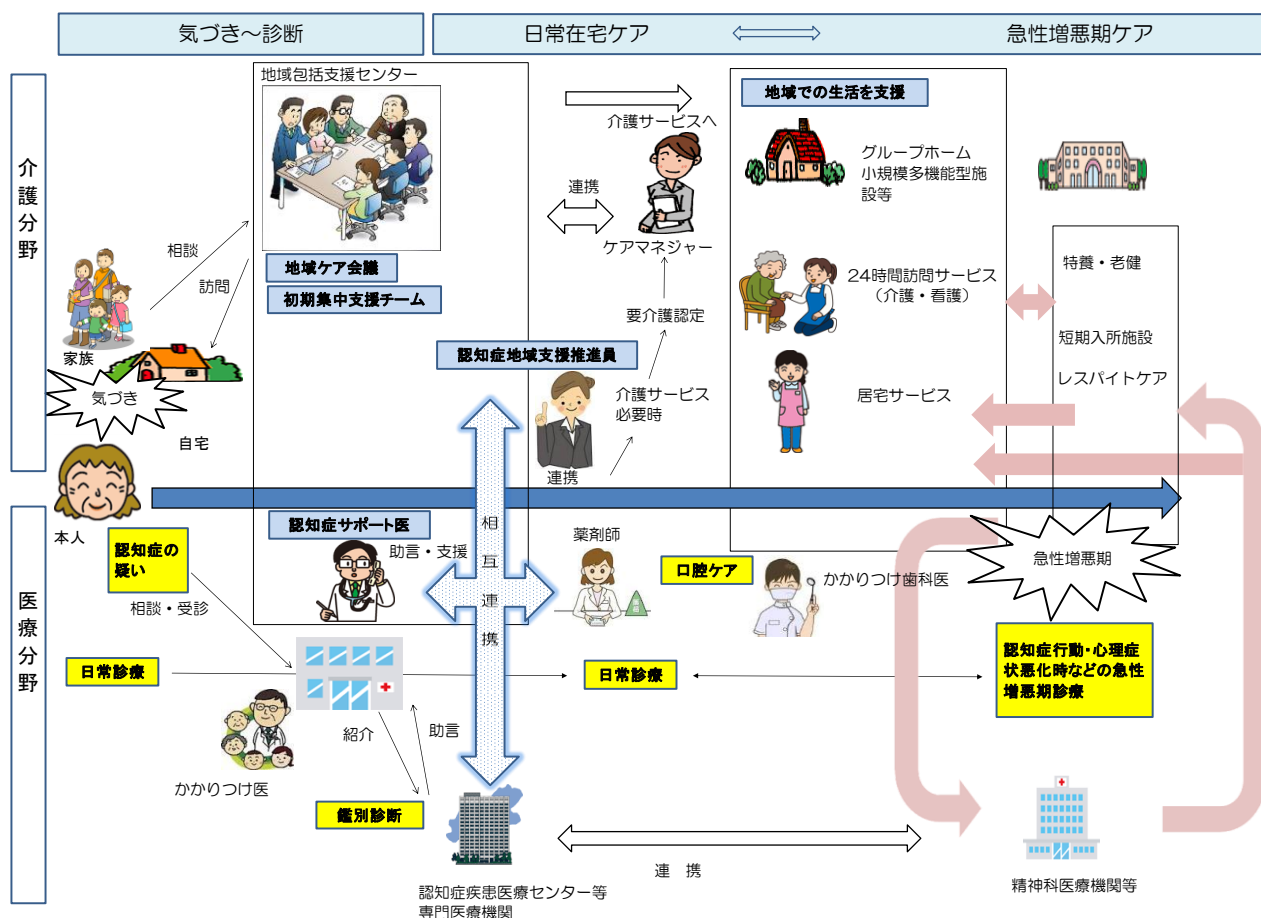 気づき~診断
日常在宅ケア
急性増悪期ケア
介護分野
地域包括支援センター
介護サービスへ
地域での生活を支援
グループホーム
小規模多機能型施
設等
連携
ケアマネジャー
相談
訪問
地域ケア会議
初期集中支援チーム
24時間訪問サービス
(介護・看護)
特養・老健
要介護認定
短期入所施設
レスパイトケア
家族
気づき
自宅
認知症地域支援推進員
介護サービス
必要時
居宅サービス
連携
本人
医療分野
認知症の
疑い
認知症サポート医
助言・支援
相互連携
薬剤師
薬局
口腔ケア
かかりつけ歯科医
急性増悪期
相談・受診
日常診療
日常診療
認知症行動・心理症
状悪化時などの急性
増悪期診療
紹介
助言
かかりつけ医
鑑別診断
連 携
認知症疾患医療センター等
専門医療機関
精神科医療機関等